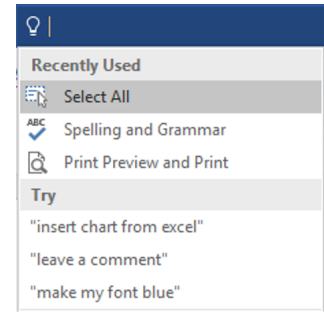 Recently Used
Select All
ABC
Spelling and Grammar
Print Preview and Print
Try
"insert chart from excel"
"leave a comment"
"make my font blue"